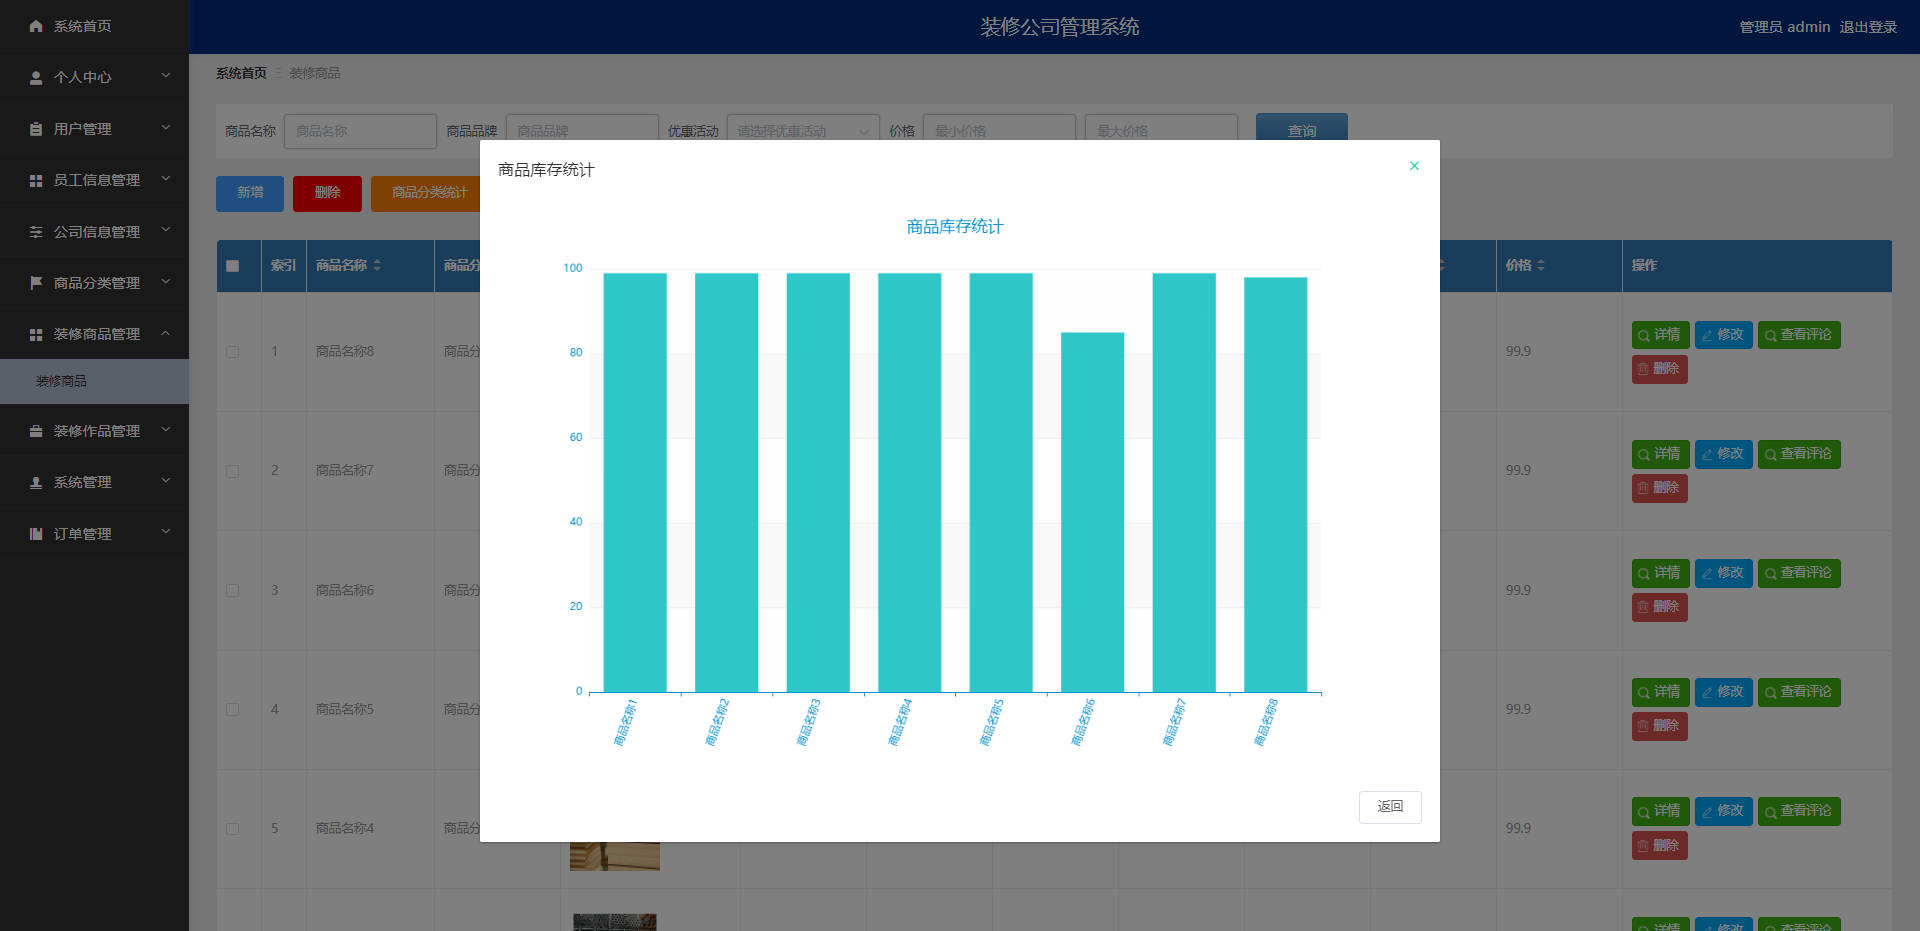 系统首页
个人中心
用户管理
员工信息管理
公司信息管理
商品分类管理
装修商品管理
装修商品
装修作品管理
系统管理
订单管理
装修公司管理系统
管理员 admin 退出登录
系统首页 装修商品
商品名称 商品名称 商品品牌 商品品牌 优惠活动 请选择优惠活动 价格 最小价格 最大价格 查询
新增 删除 商品分类统计
索引 商品名称 商品分 价格 操作
1 商品名称8 商品分 99.9 详情 修改 查看评论
删除
2 商品名称7 商品分 99.9 详情 修改 查看评论
删除
3 商品名称6 商品分 99.9 详情 修改 查看评论
删除
4 商品名称5 商品分 99.9 详情 修改 查看评论
删除
5 商品名称4 商品分 99.9 详情 修改 查看评论
删除
详情 修改 查看评论
商品库存统计
商品库存统计
100
80
60
40
20
0
商品名称1 商品名称2 商品名称3 商品名称4 商品名称5 商品名称6 商品名称7 商品名称8
返回